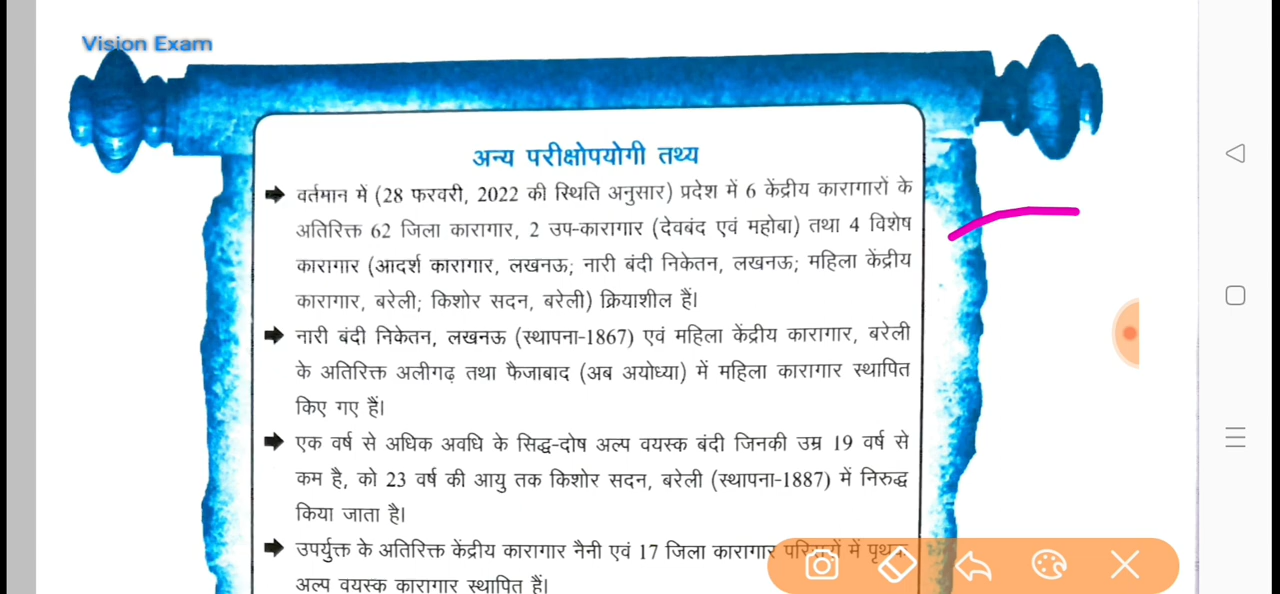 Vision Exam
अन्य परीक्षोपयोगी तथ्य
वर्तमान में (28 फरवरी, 2022 की स्थिति अनुसार) प्रदेश में 6 केंद्रीय कारागारों के
अतिरिक्त 62 जिला कारागार, 2 उप-कारागार (देवबंद एवं महोबा) तथा 4 विशेष
कारागार (आदर्श कारागार, लखनऊ; नारी बंदी निकेतन, लखनऊ; महिला केंद्रीय
कारागार, बरेली; किशोर सदन, बरेली) क्रियाशील हैं।
नारी बंदी निकेतन, लखनऊ (स्थापना-1867) एवं महिला केंद्रीय कारागार, बरेली
के अतिरिक्त अलीगढ़ तथा फैजाबाद (अब अयोध्या) में महिला कारागार स्थापित
किए गए हैं।
एक वर्ष से अधिक अवधि के सिद्ध-दोष अल्प वयस्क बंदी जिनकी उम्र 19 वर्ष से
कम है, को 23 वर्ष की आयु तक किशोर सदन, बरेली (स्थापना-1887) में निरुद्ध
किया जाता है।
उपर्युक्त के अतिरिक्त केंद्रीय कारागार नैनी एवं 17 जिला कारागार परिसरों में पृथक
अल्प वयस्क कारागार स्थापित हैं।